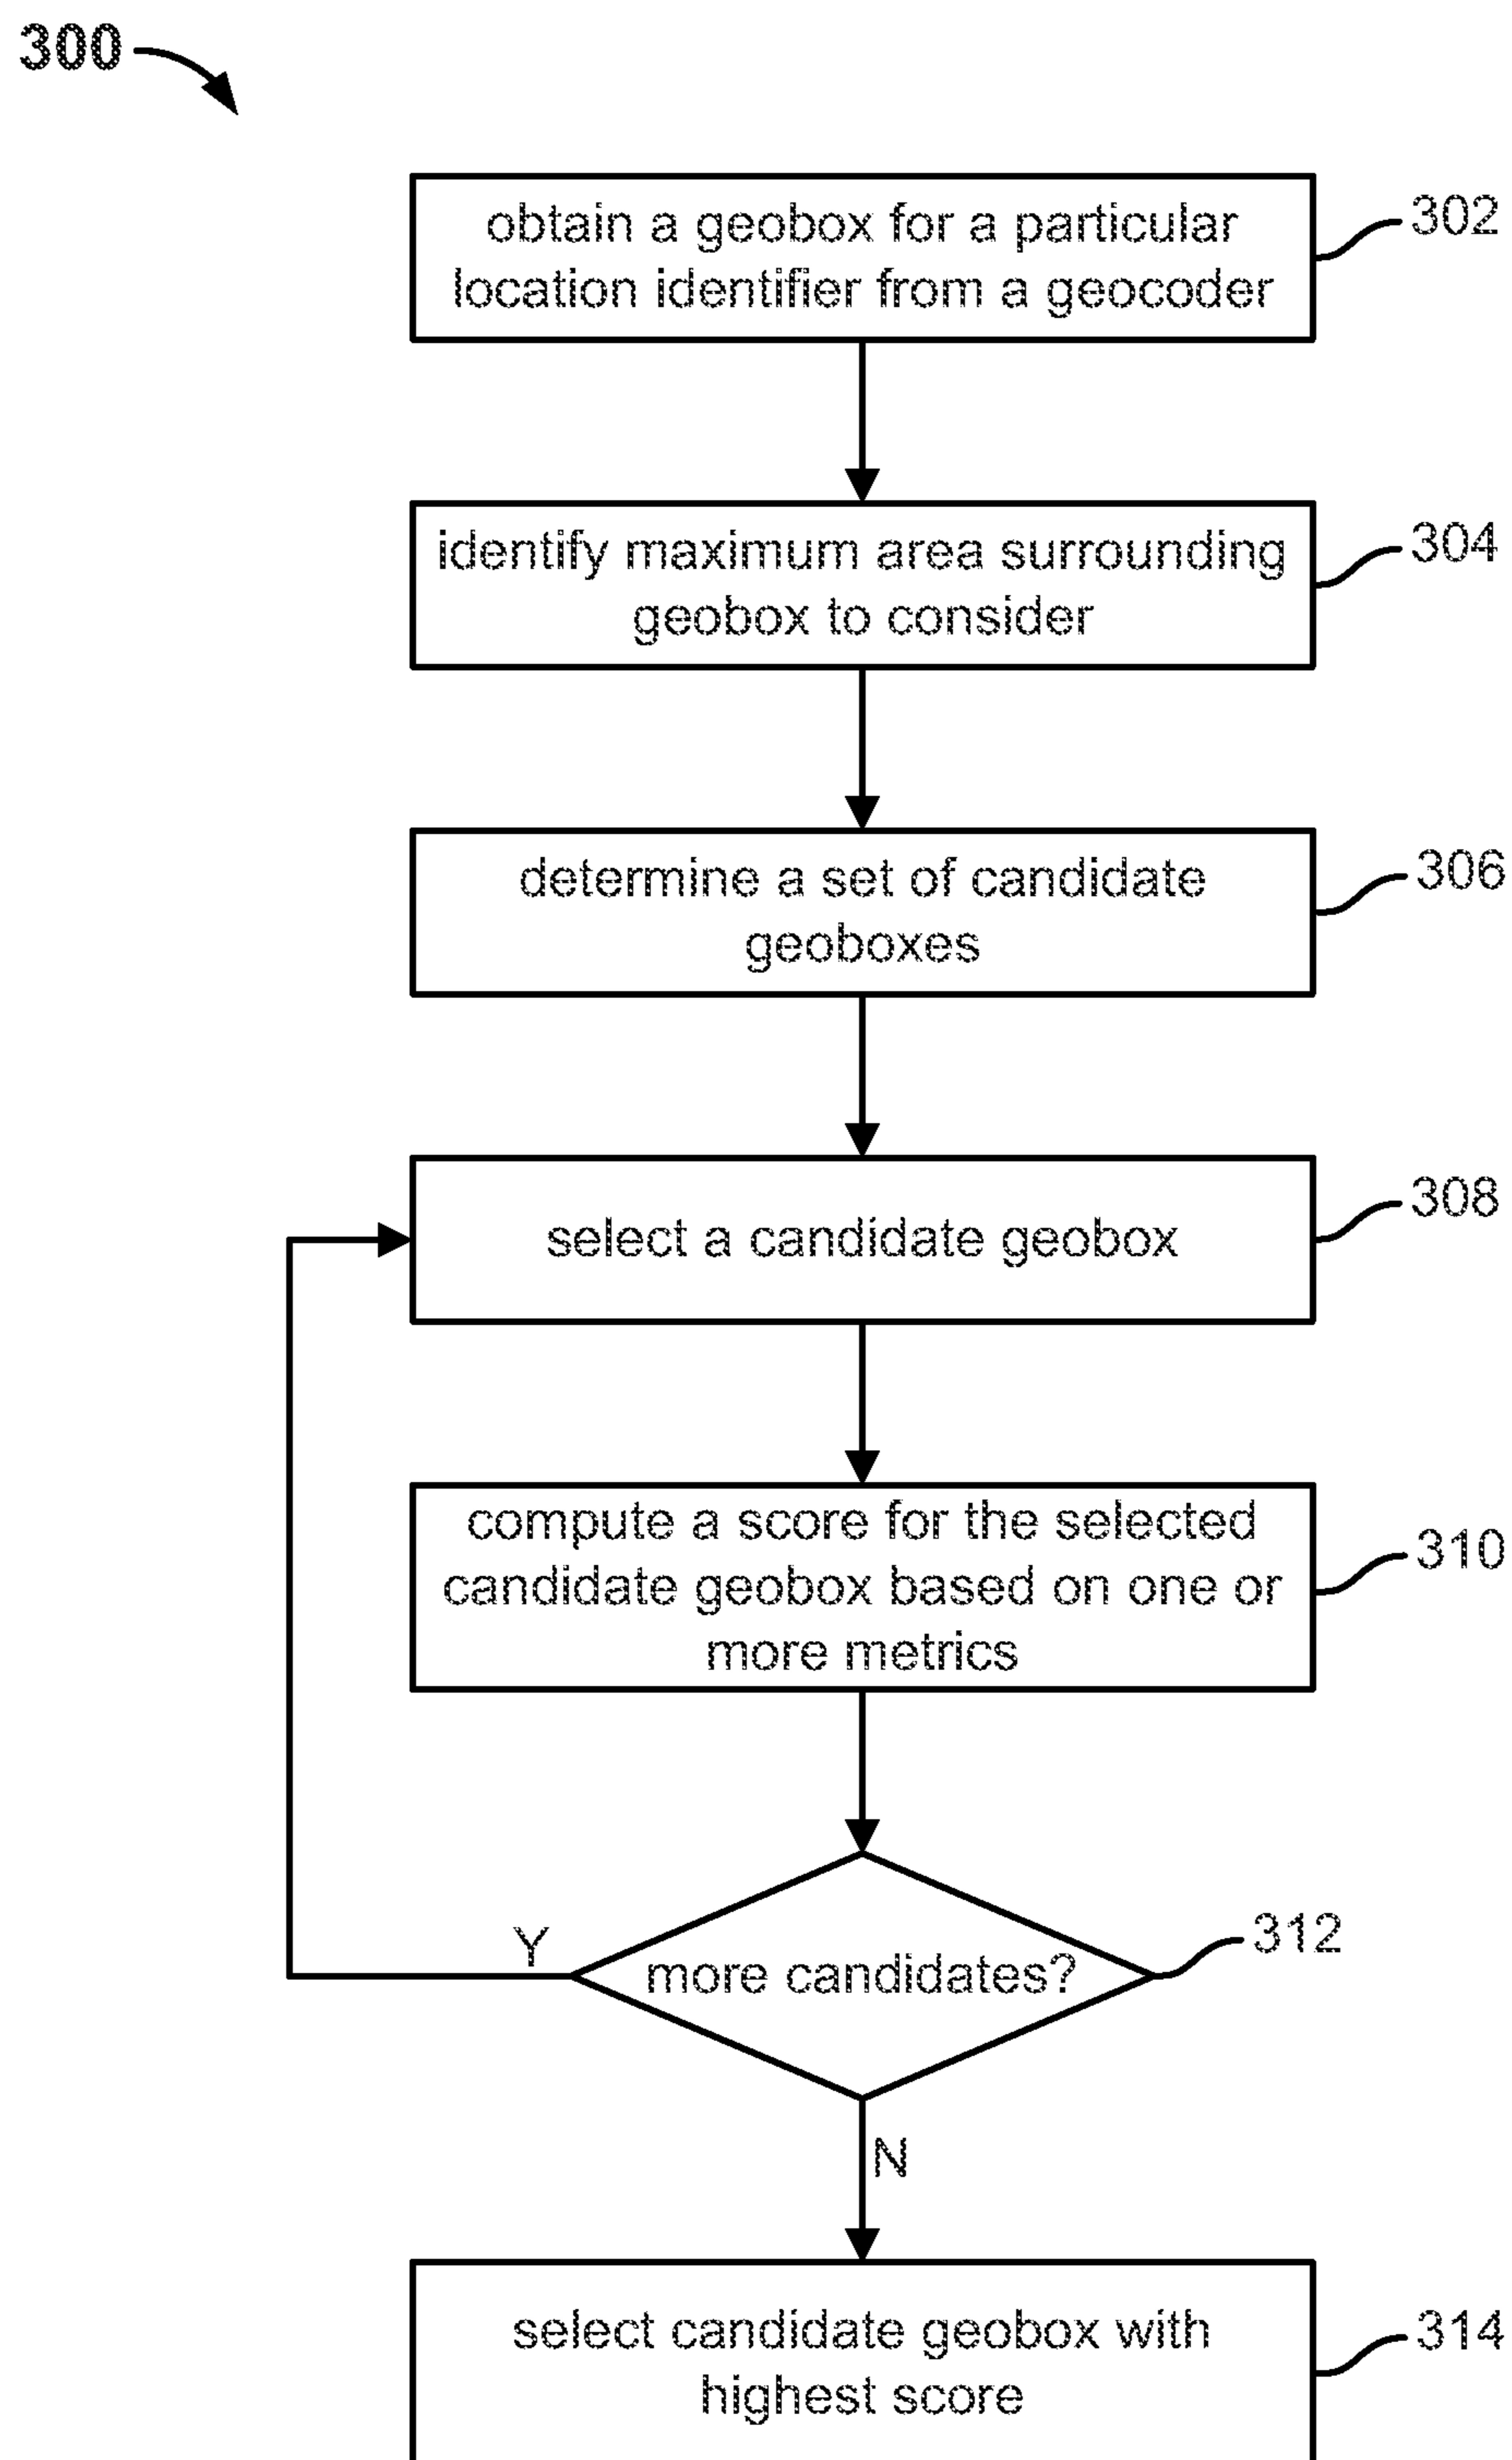 300
obtain a geobox for a particular
location identifier from a geocoder
302
identify maximum area surrounding
geobox to consider
304
determine a set of candidate
geoboxes
306
select a candidate geobox
308
compute a score for the selected
candidate geobox based on one or
more metrics
310
more candidates?
312
Y
N
select candidate geobox with
highest score
314